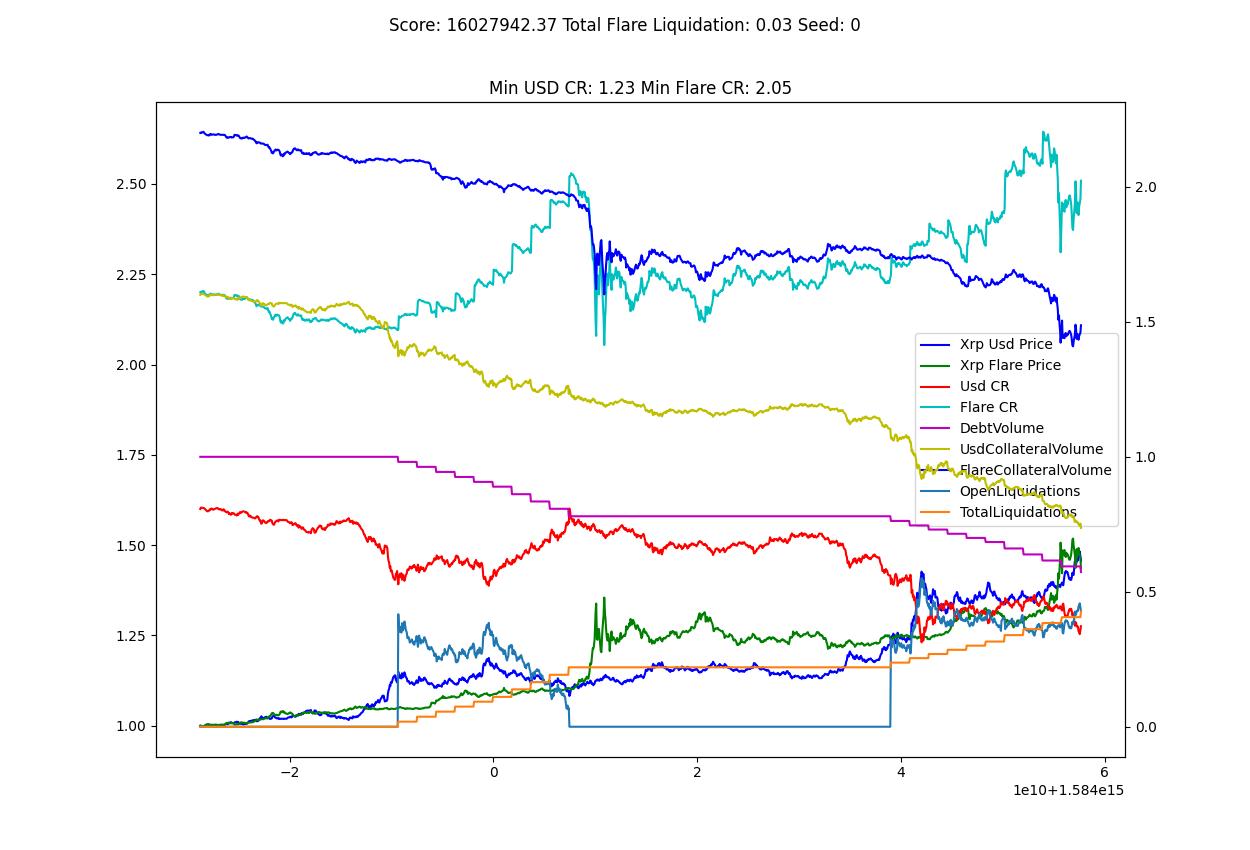 Score: 16027942.37 Total Flare Liquidation: 0.03 Seed: 0
Min USD CR: 1.23 Min Flare CR: 2.05
2.50
2.25
2.00
1.75
1.50
1.25
1.00
2.0
1.5
1.0
0.5
0.0
Xrp Usd Price
Xrp Flare Price
Usd CR
Flare CR
DebtVolume
UsdCollateralVolume
FlareCollateralVolume
OpenLiquidations
TotalLiquidations
−2
0
2
4
6
1e10+1.584e15